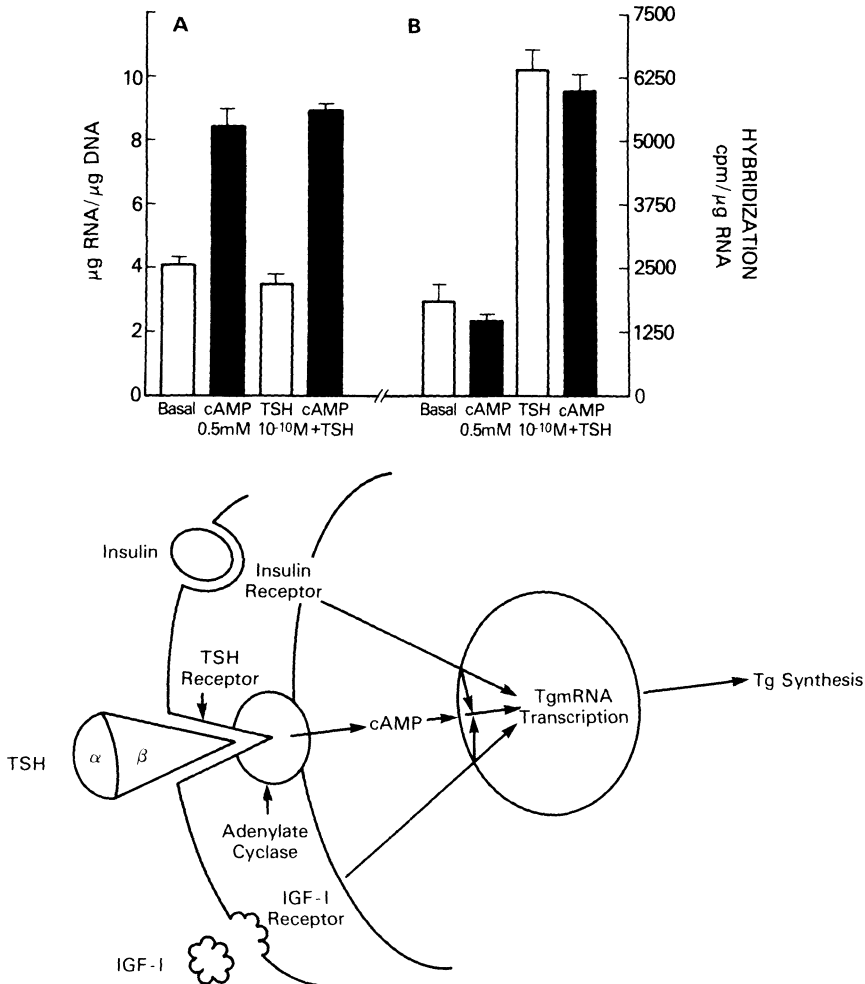 A
B
7500
10
6250
8
5000
6
3750
4
2500
2
1250
0
0
µg RNA/µg DNA
HYBRIDIZATION
cpm/µg RNA
Basal cAMP TSH cAMP
0.5mM 10-10M +TSH
Basal cAMP TSH cAMP
0.5mM 10-10M +TSH
Insulin
Insulin
Receptor
TSH
Receptor
TSH
α
β
cAMP
TgmRNA
Transcription
Tg Synthesis
Adenylate
Cyclase
IGF-I
Receptor
IGF-I